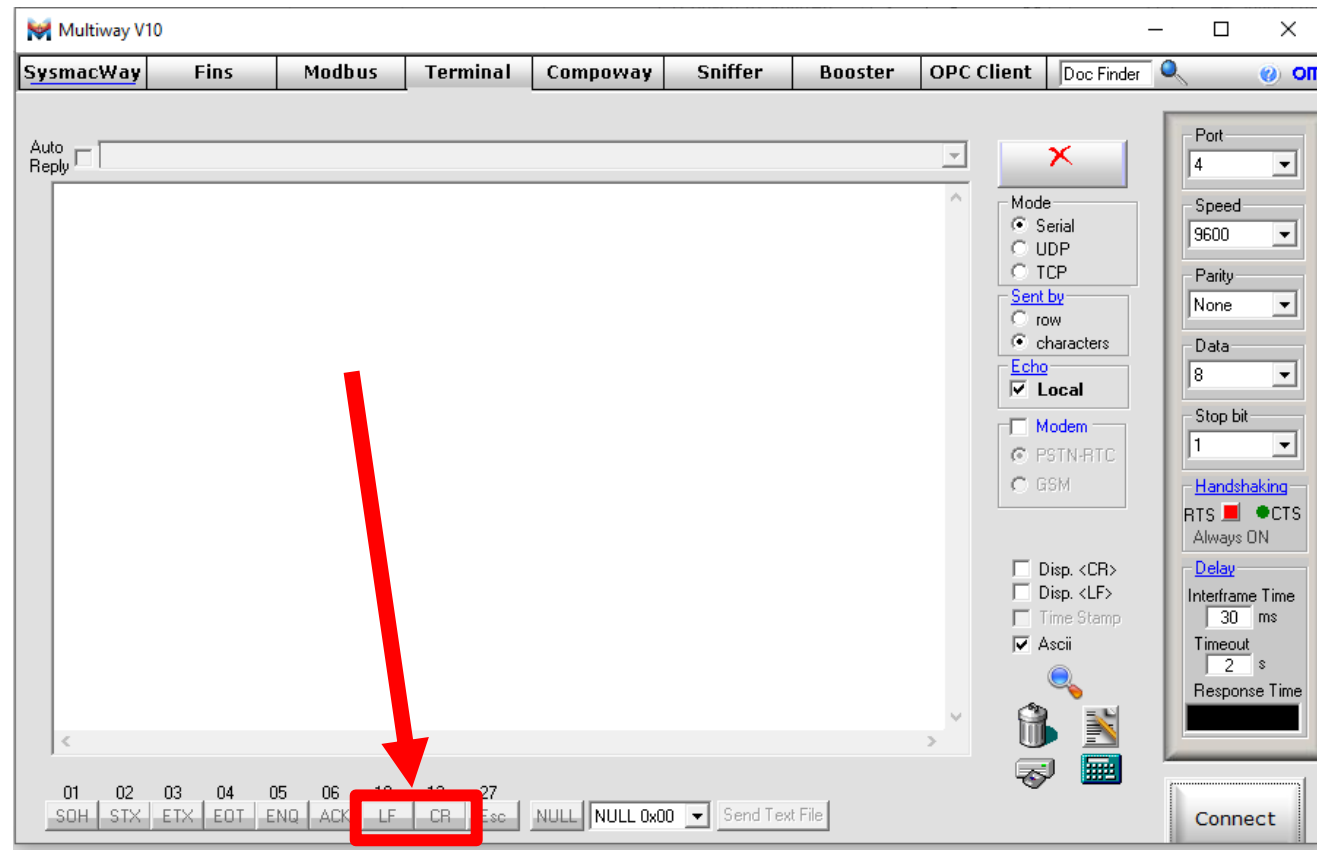 Multiway V10
SysmacWay Fins Modbus Terminal Compoway Sniffer Booster OPC Client Doc Finder
Auto
Reply
Mode
Serial
UDP
TCP
Sent by
row
characters
Echo
Local
Modem
PSTN-RTC
GSM
Disp. <CR>
Disp. <LF>
Time Stamp
Ascii
Port
4
Speed
9600
Parity
None
Data
8
Stop bit
1
Handshaking
RTS CTS
Always ON
Delay
Interframe Time
30 ms
Timeout
2 s
Response Time
01 02 03 04 05 06 27
SOH STX ETX EOT ENQ ACK LF CR Esc NULL NULL 0x00 Send Text File
Connect